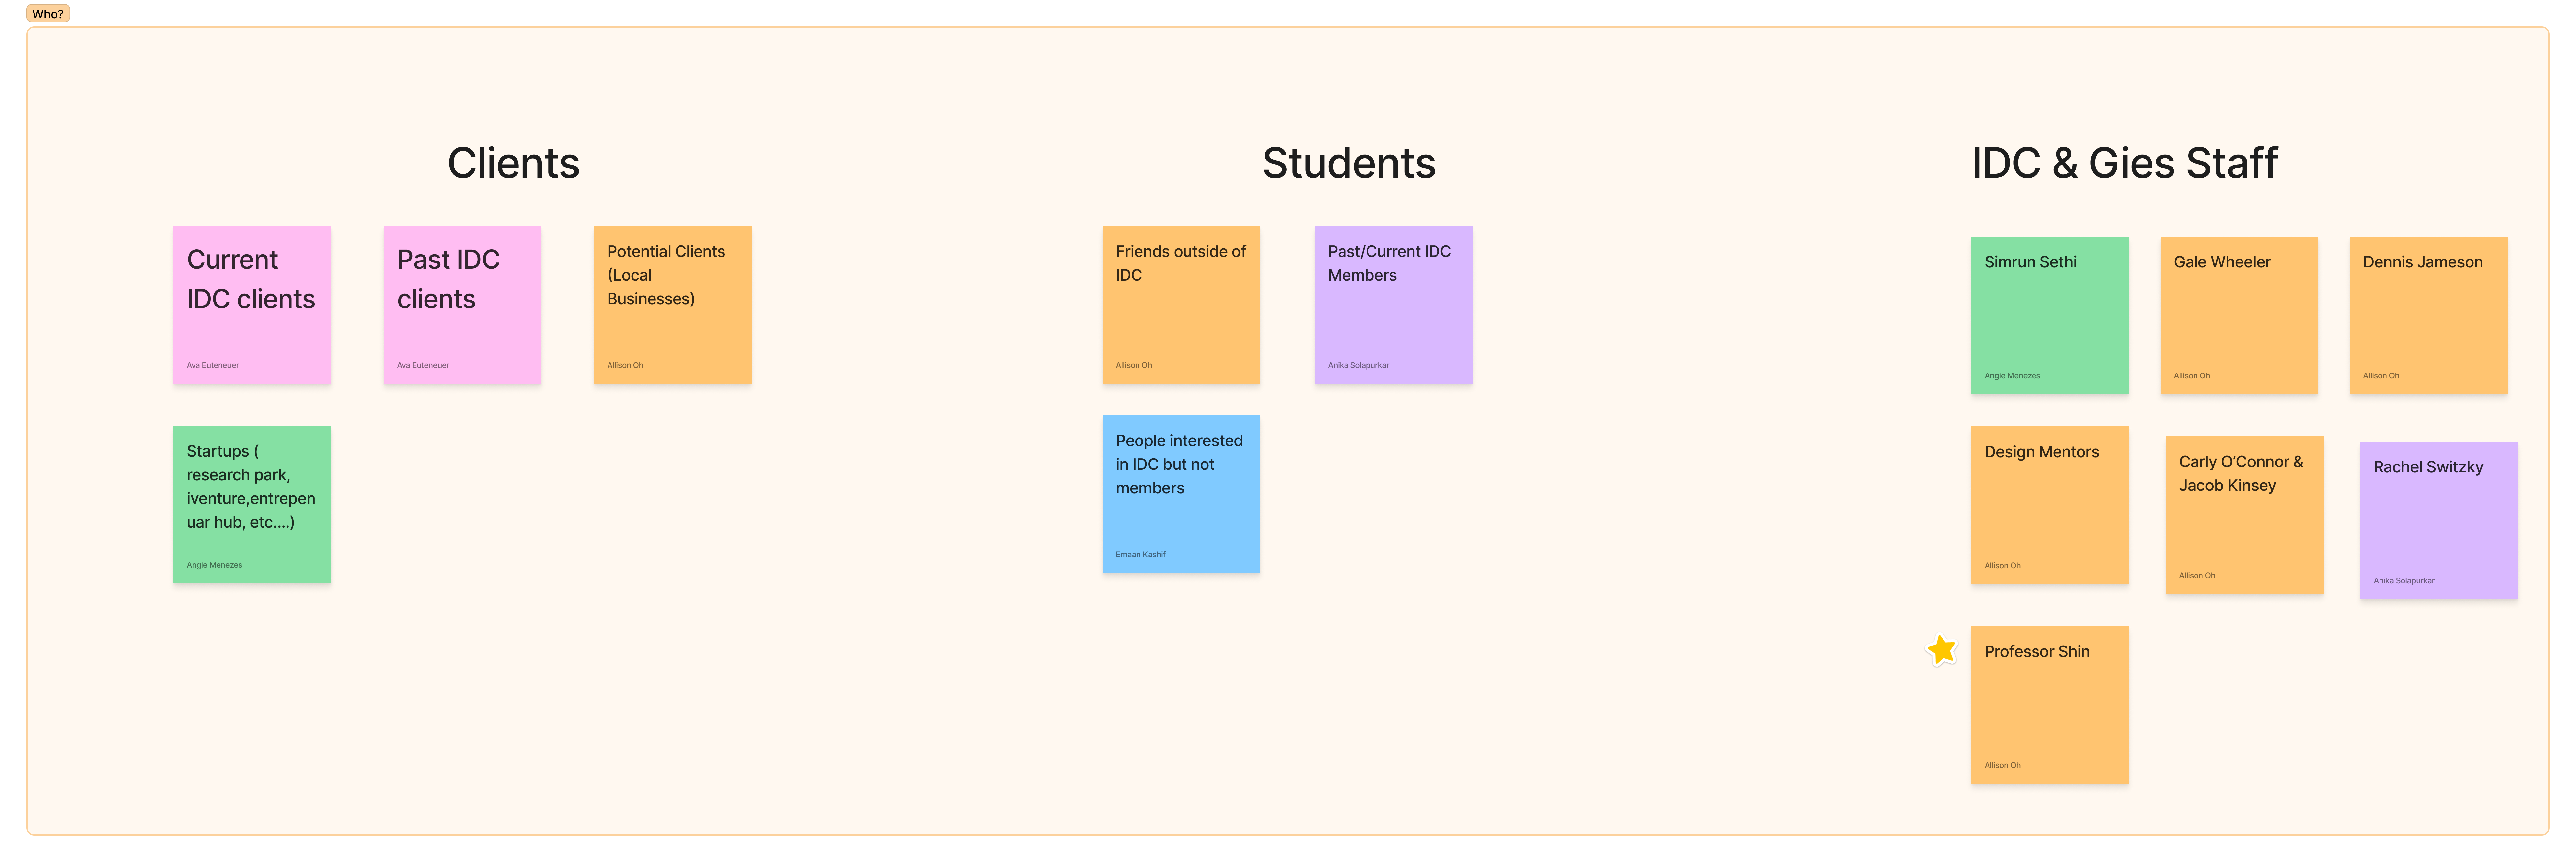 Who?
Clients
Current
IDC clients
Ava Euteneuer
Past IDC
clients
Ava Euteneuer
Potential Clients
(Local
Businesses)
Allison Oh
Startups (
research park,
iventure,entrepen
uar hub, etc....)
Angie Menezes
Students
Friends outside of
IDC
Allison Oh
Past/Current IDC
Members
Anika Solapurkar
People interested
in IDC but not
members
Emaan Kashif
IDC & Gies Staff
Simrun Sethi
Angie Menezes
Gale Wheeler
Allison Oh
Dennis Jameson
Allison Oh
Design Mentors
Allison Oh
Carly O’Connor &
Jacob Kinsey
Allison Oh
Rachel Switzky
Anika Solapurkar
Professor Shin
Allison Oh